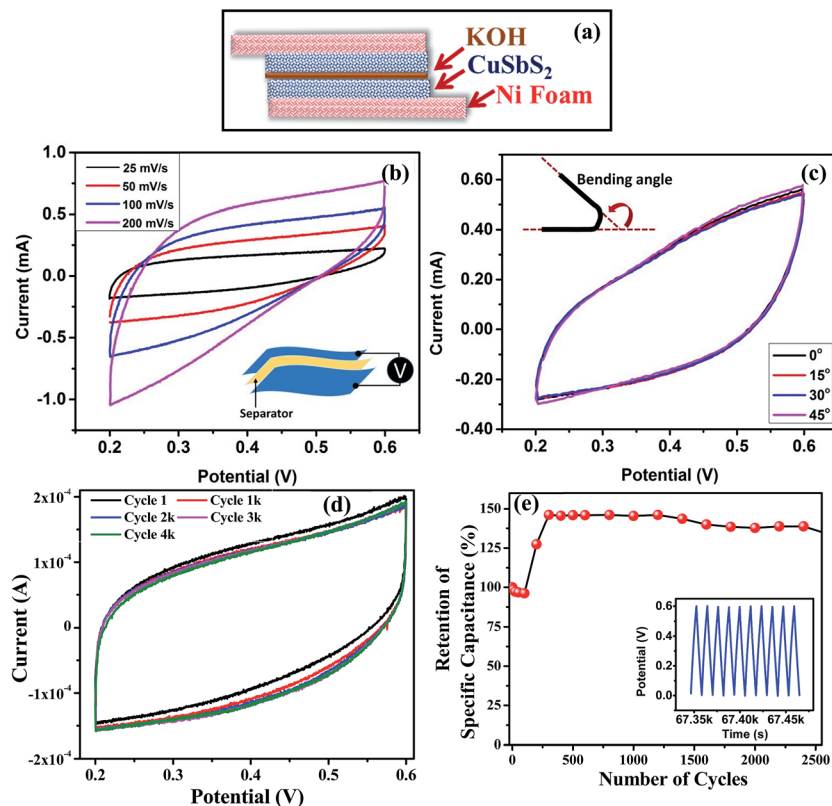 (a)
KOH
CuSbS2
Ni Foam
(b)
25 mV/s
50 mV/s
100 mV/s
200 mV/s
1.0
0.5
0.0
-0.5
-1.0
Current (mA)
Separator
V
0.2 0.3 0.4 0.5 0.6
Potential (V)
(c)
Bending angle
0.60
0.40
0.20
0.00
-0.20
-0.40
Current (mA)
0°
15°
30°
45°
0.2 0.3 0.4 0.5 0.6
Potential (V)
(d)
Cycle 1 Cycle 1k
Cycle 2k Cycle 3k
Cycle 4k
2x10-4
1x10-4
0
-1x10-4
-2x10-4
Current (A)
0.2 0.3 0.4 0.5 0.6
Potential (V)
(e)
150
125
100
75
50
25
0
Retention of
Specific Capacitance (%)
0.6
0.4
0.2
0.0
Potential (V)
67.35k 67.40k 67.45k
Time (s)
0 500 1000 1500 2000 2500
Number of Cycles